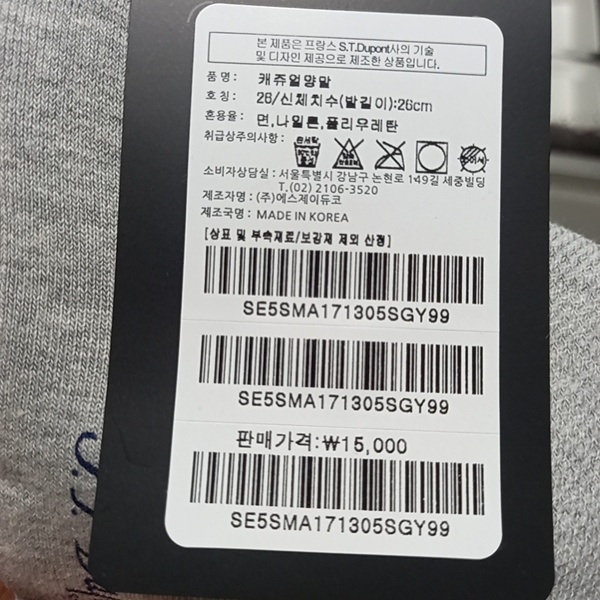 본 제품은 프랑스 S.T.Dupont사의 기술
및 디자인 제공으로 제조한 상품입니다.
품 명 : 캐쥬얼양말
호 칭 : 26/신체치수(발길이):26cm
혼용율 : 면,나일론,폴리우레탄
취급상주의사항 :
손세탁
소비자상담실 : 서울특별시 강남구 논현로 149길 세중빌딩
T.(02) 2106-3520
제조자명 : (주)에스제이듀코
제조국명 : MADE IN KOREA
[상표 및 부속재료/보강재 제외 산정]
SE5SMA171305SGY99
SE5SMA171305SGY99
판매가격:₩15,000
SE5SMA171305SGY99